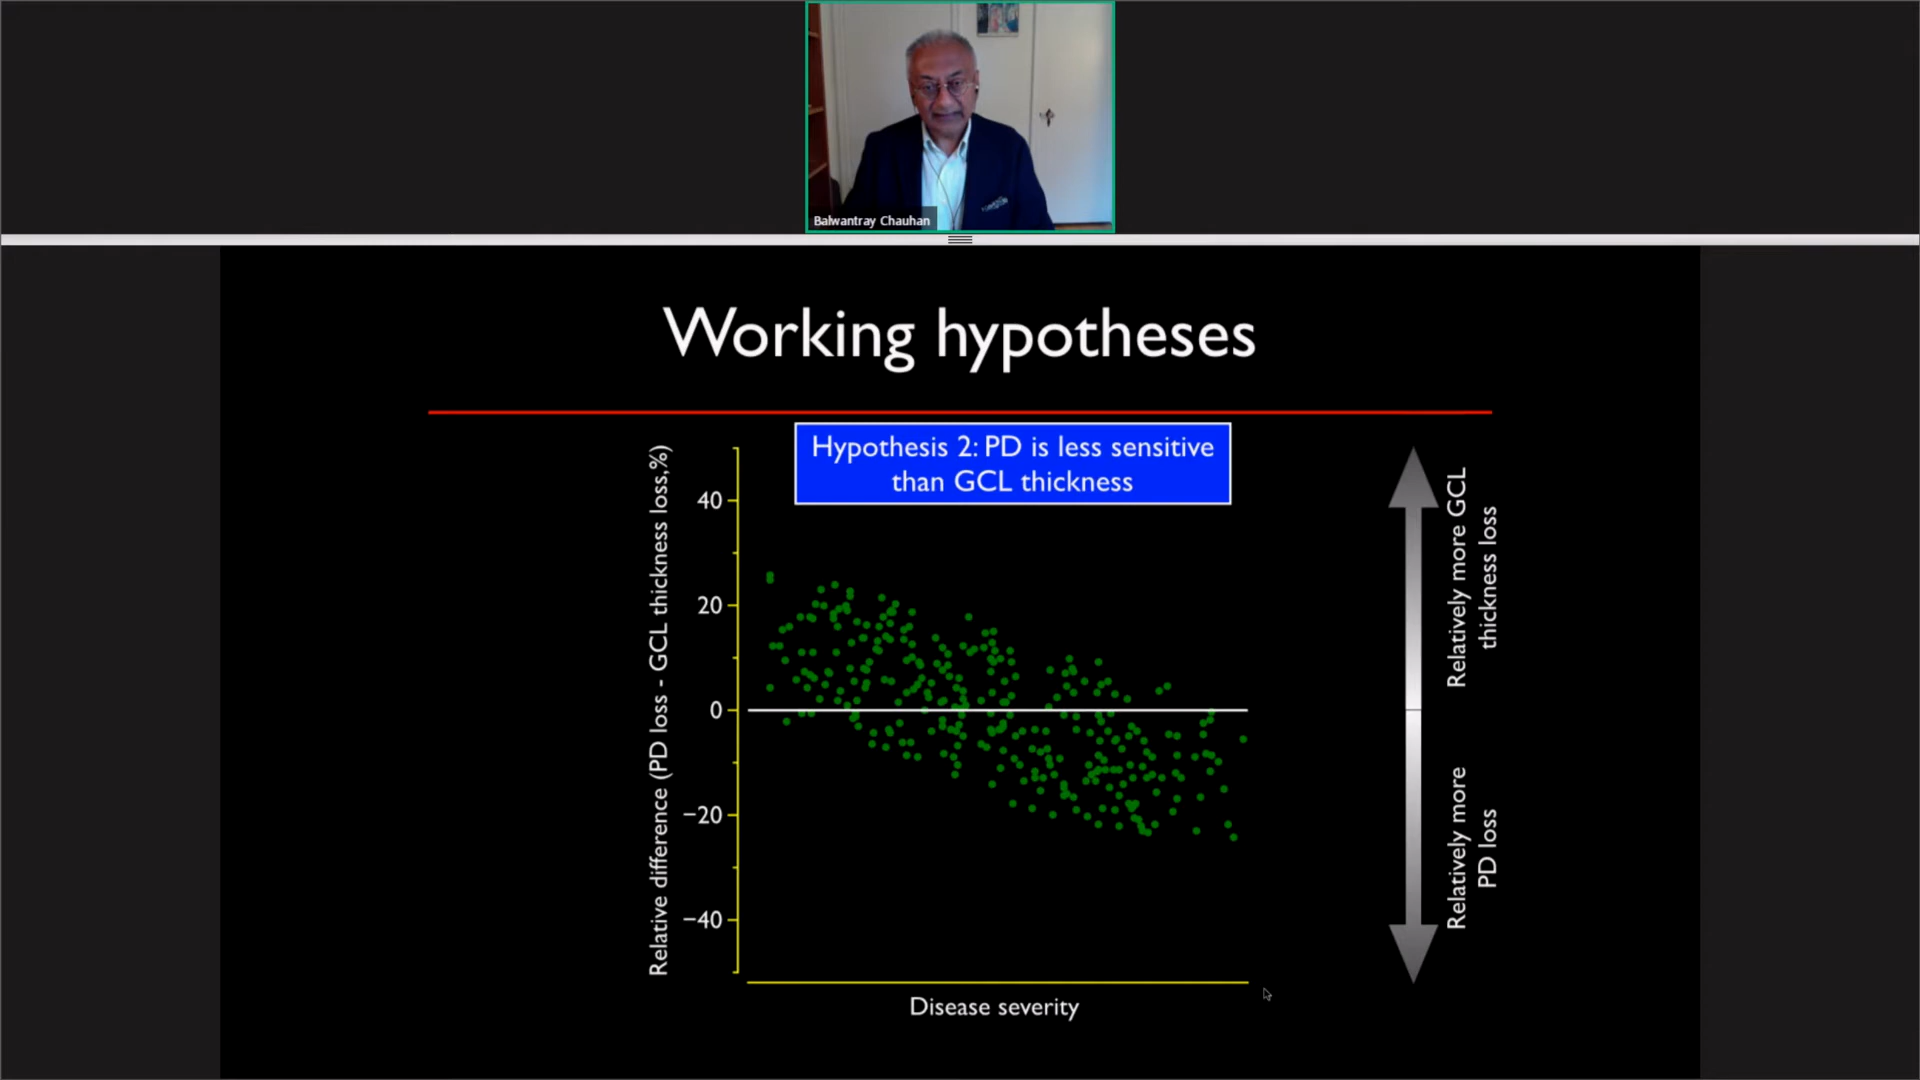 Balwantray Chauhan
Working hypotheses
Hypothesis 2: PD is less sensitive
than GCL thickness
Relative difference (PD loss - GCL thickness loss,%)
40
20
0
−20
−40
Disease severity
Relatively more GCL
thickness loss
Relatively more
PD loss